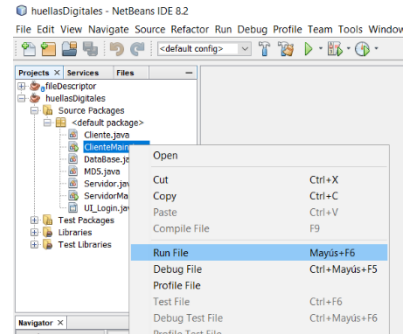 huellasDigitales - NetBeans IDE 8.2
File Edit View Navigate Source Refactor Run Debug Profile Team Tools Window
<default config>
Projects Services Files
fileDescriptor
huellasDigitales
Source Packages
<default package>
Cliente.java
ClienteMain
DataBase.ja
MD5.java
Servidor.jav
ServidorMa
UI_Login.jav
Test Packages
Libraries
Test Libraries
Navigator
Open
Cut Ctrl+X
Copy Ctrl+C
Paste Ctrl+V
Compile File F9
Run File Mayús+F6
Debug File Ctrl+Mayús+F5
Profile File
Test File Ctrl+F6
Debug Test File Ctrl+Mayús+F6
Profile Test File